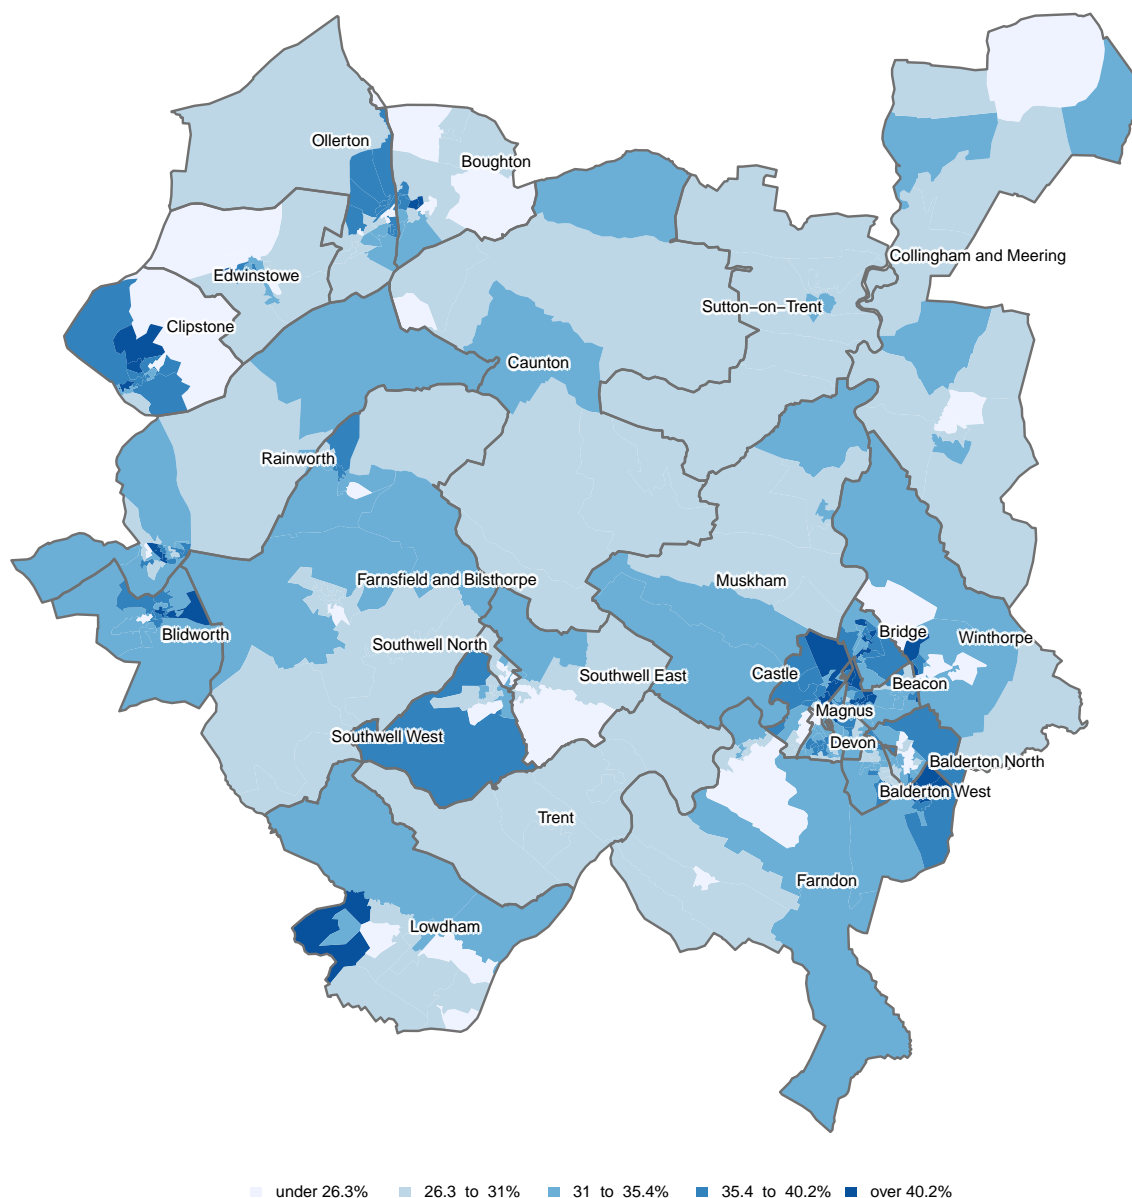 Ollerton
Boughton
Collingham and Meering
Edwinstowe
Sutton−on−Trent
Clipstone
Caunton
Rainworth
Farnsfield and Bilsthorpe
Muskham
Blidworth
Bridge
Winthorpe
Southwell North
Southwell East
Castle
Beacon
Magnus
Southwell West
Devon
Balderton North
Balderton West
Trent
Farndon
Lowdham
under 26.3% 26.3 to 31% 31 to 35.4% 35.4 to 40.2% over 40.2%